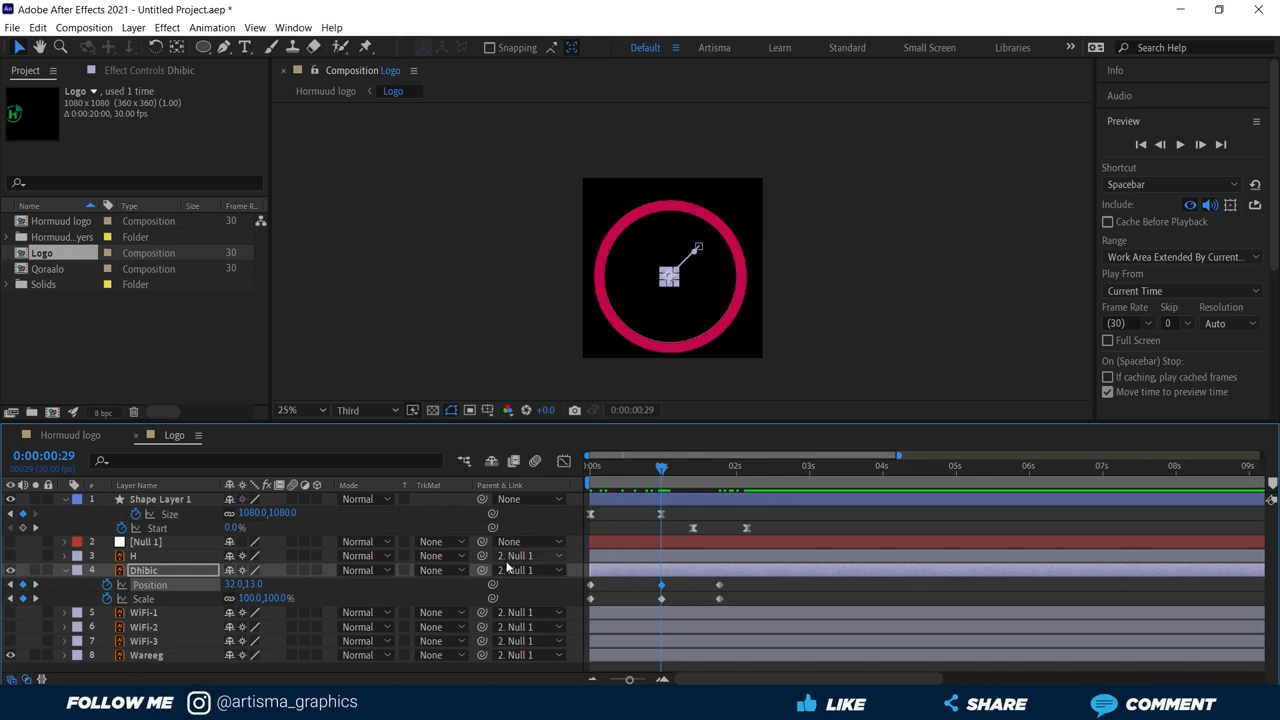 Adobe After Effects 2021 - Untitled Project.aep *
File Edit Composition Layer Effect Animation View Window Help
Snapping Default Artisma Learn Standard Small Screen Libraries Search Help
Project Effect Controls Dhibic
Composition Logo
Info
Logo , used 1 time
1080 x 1080 (360 x 360) (1.00)
Δ 0:00:20:00, 30.00 fps
Hormuud logo Logo
Audio
Preview
Shortcut
Spacebar
Include:
Cache Before Playback
Range
Work Area Extended By Current...
Play From
Current Time
Frame Rate Skip Resolution
(30) 0 Auto
Full Screen
On (Spacebar) Stop:
If caching, play cached frames
Move time to preview time
Name Type Size Frame R...
Hormuud logo Composition 30
Hormuud...yers Folder
Logo Composition 30
Qoraalo Composition 30
Solids Folder
8 bpc
25% Third +0.0 0:00:00:29
Hormuud logo Logo
0:00:00:29
00029 (30.00 fps)
:00s 02s 03s 04s 05s 06s 07s 08s 09s
# Layer Name Mode T TrkMat Parent & Link
1 Shape Layer 1 Normal None
Size 1080.0,1080.0
Start 0.0%
2 [Null 1] Normal None None
3 H Normal None 2. Null 1
4 Dhibic Normal None 2. Null 1
Position 32.0,13.0
Scale 100.0,100.0%
5 WiFi-1 Normal None 2. Null 1
6 WiFi-2 Normal None 2. Null 1
7 WiFi-3 Normal None 2. Null 1
8 Wareeg Normal None 2. Null 1
FOLLOW ME @artisma_graphics LIKE SHARE COMMENT